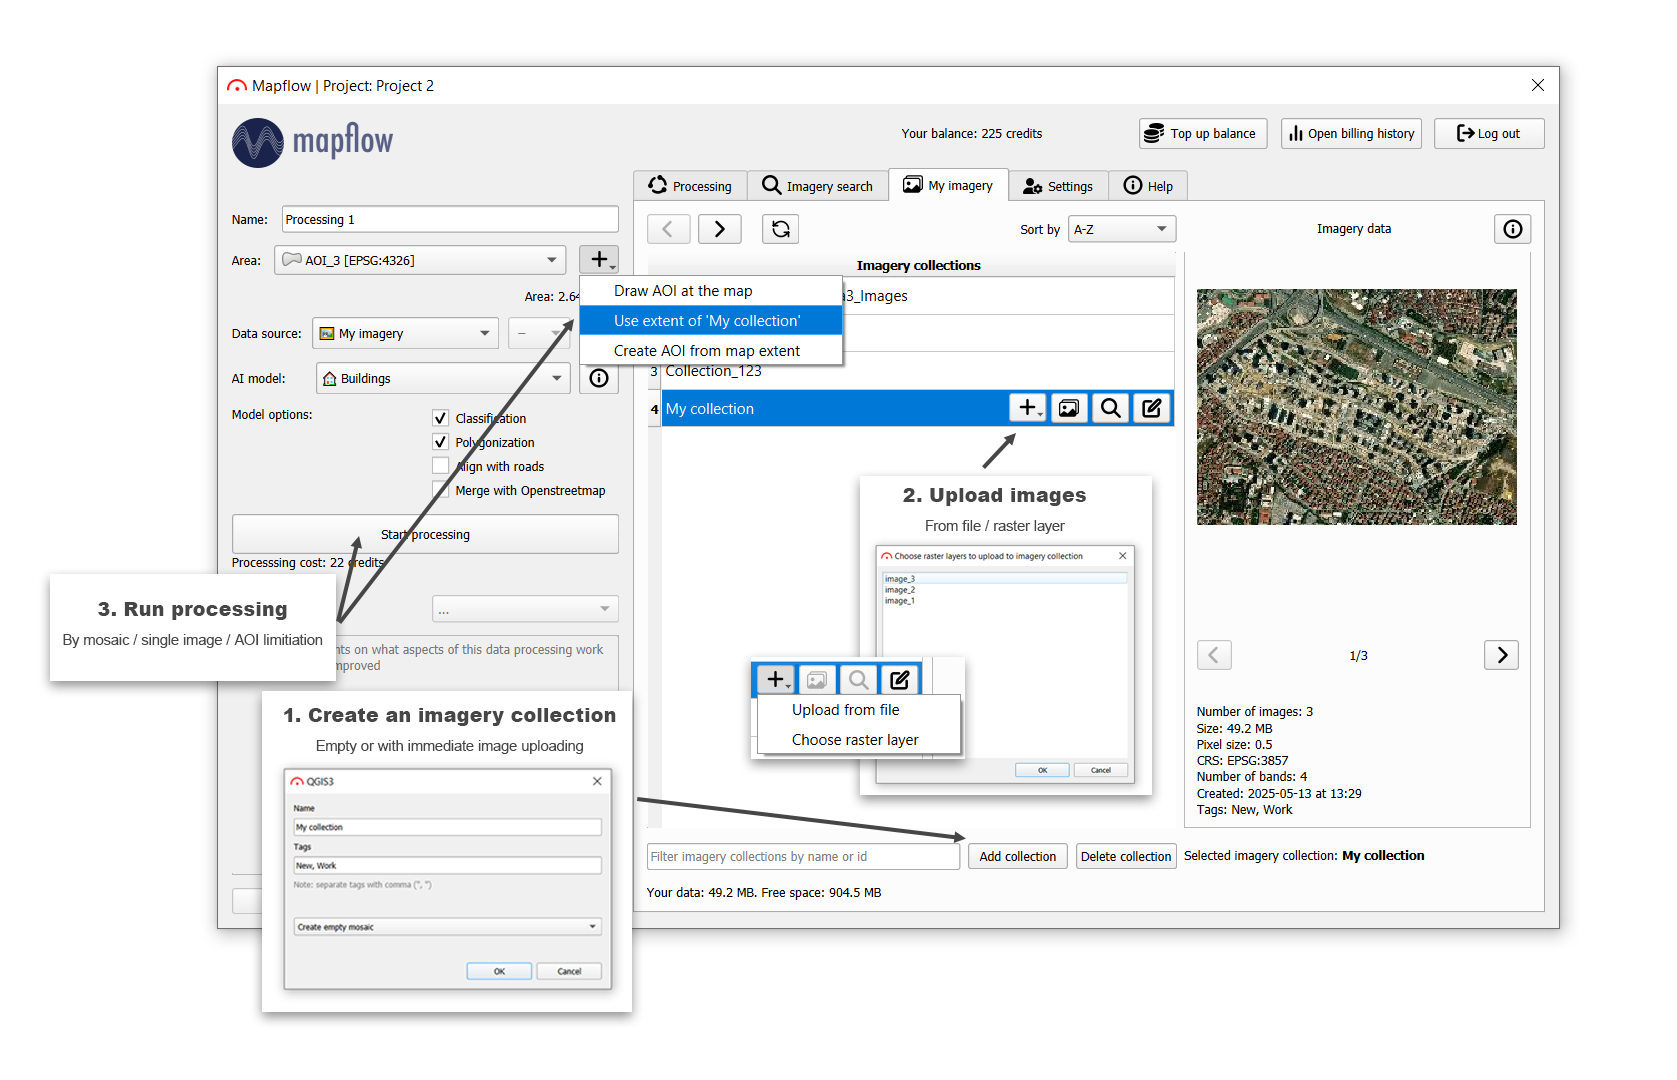 Mapflow | Project: Project 2
mapflow
Your balance: 225 credits
Top up balance
Open billing history
Log out
Processing
Imagery search
My imagery
Settings
Help
Name:
Processing 1
Area:
AOI_3 [EPSG:4326]
Area: 2.64
Draw AOI at the map
Use extent of 'My collection'
Create AOI from map extent
Data source:
My imagery
–
AI model:
Buildings
Model options:
Classification
Polygonization
Align with roads
Merge with Openstreetmap
Start processing
Processsing cost: 22 credits
...
on what aspects of this data processing work
3. Run processing
By mosaic / single image / AOI limitiation
1. Create an imagery collection
Empty or with immediate image uploading
QGIS3
Name
My collection
Tags
New, Work
Note: separate tags with comma (", ")
Create empty mosaic
OK
Cancel
Sort by
A-Z
Imagery collections
a3_Images
3
Collection_123
4
My collection
2. Upload images
From file / raster layer
Choose raster layers to upload to imagery collection
image_3
image_2
image_1
OK
Cancel
Upload from file
Choose raster layer
Filter imagery collections by name or id
Add collection
Delete collection
Your data: 49.2 MB. Free space: 904.5 MB
Imagery data
1/3
Number of images: 3
Size: 49.2 MB
Pixel size: 0.5
CRS: EPSG:3857
Number of bands: 4
Created: 2025-05-13 at 13:29
Tags: New, Work
Selected imagery collection: My collection